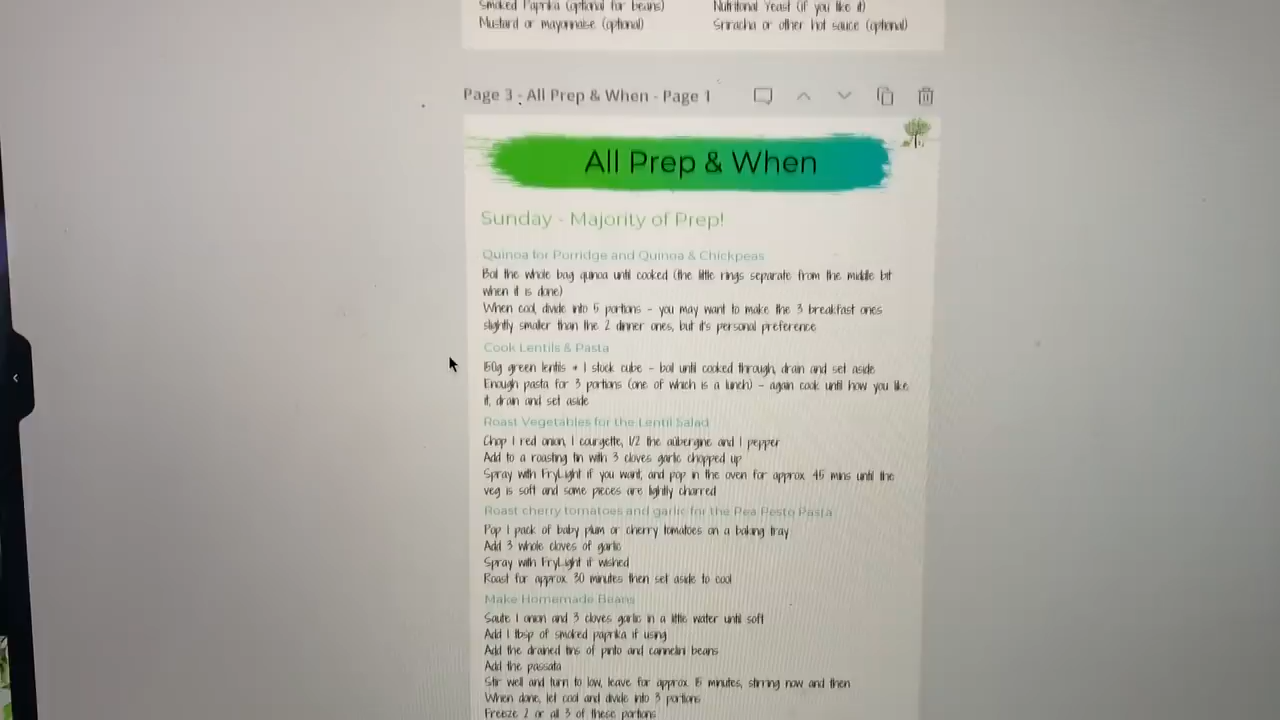 Smoked Paprika (optional for beans) Nutritional Yeast (if you like it)
Mustard or mayonnaise (optional) Sriracha or other hot sauce (optional)
Page 3 - All Prep & When - Page 1
All Prep & When
Sunday - Majority of Prep!
Quinoa for Porridge and Quinoa & Chickpeas
Boil the whole bag quinoa until cooked (the little rings separate from the middle bit
when it is done)
When cool, divide into 5 portions - you may want to make the 3 breakfast ones
slightly smaller than the 2 dinner ones, but it's personal preference
Cook Lentils & Pasta
150g green lentils + 1 stock cube - boil until cooked through, drain and set aside
Enough pasta for 3 portions (one of which is a lunch) - again cook until how you like
it, drain and set aside
Roast Vegetables for the Lentil Salad
Chop 1 red onion, 1 courgette, 1/2 the aubergine and 1 pepper
Add to a roasting tin with 3 cloves garlic chopped up
Spray with FryLight if you want, and pop in the oven for approx 45 mins until the
veg is soft and some pieces are lightly charred
Roast cherry tomatoes and garlic for the Pea Pesto Pasta
Pop 1 pack of baby plum or cherry tomatoes on a baking tray
Add 3 whole cloves of garlic
Spray with FryLight if wished
Roast for approx 30 minutes then set aside to cool
Make Homemade Beans
Saute 1 onion and 3 cloves garlic in a little water until soft
Add 1 tbsp of smoked paprika if using
Add the drained tins of pinto and cannelini beans
Add the passata
Stir well and turn to low, leave for approx 15 minutes, stirring now and then
When done, let cool and divide into 3 portions
Freeze 2 or all 3 of these portions